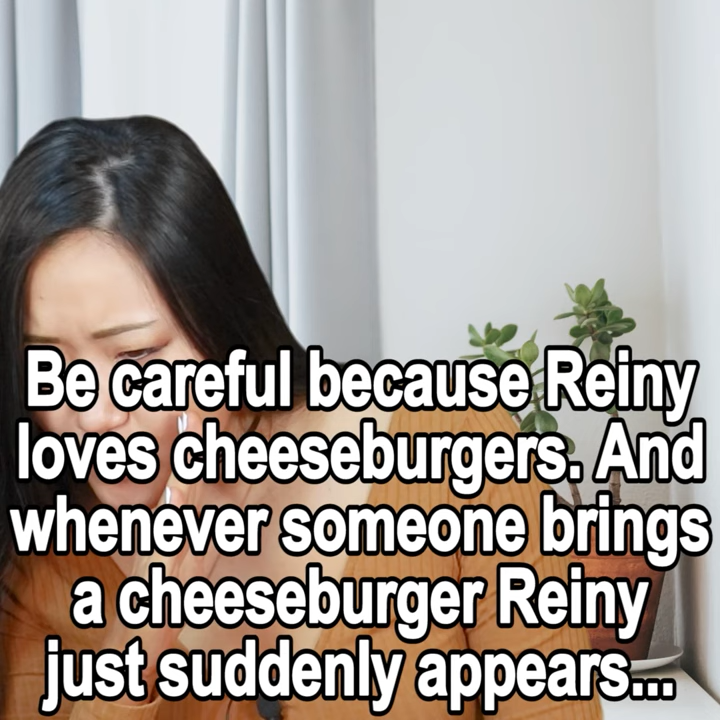 Be careful because Reiny
loves cheeseburgers. And
whenever someone brings
a cheeseburger Reiny
just suddenly appears...